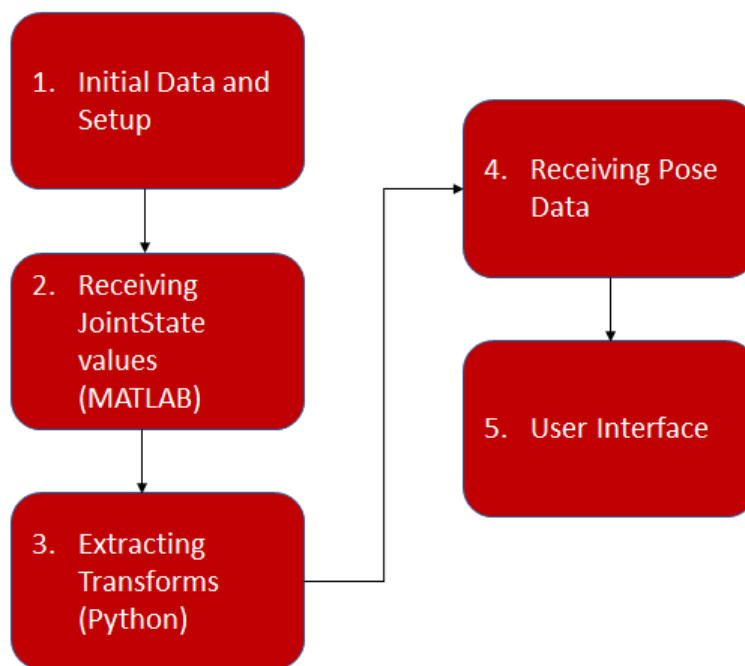 1. Initial Data and
Setup
2. Receiving
JointState
values
(MATLAB)
3. Extracting
Transforms
(Python)
4. Receiving Pose
Data
5. User Interface